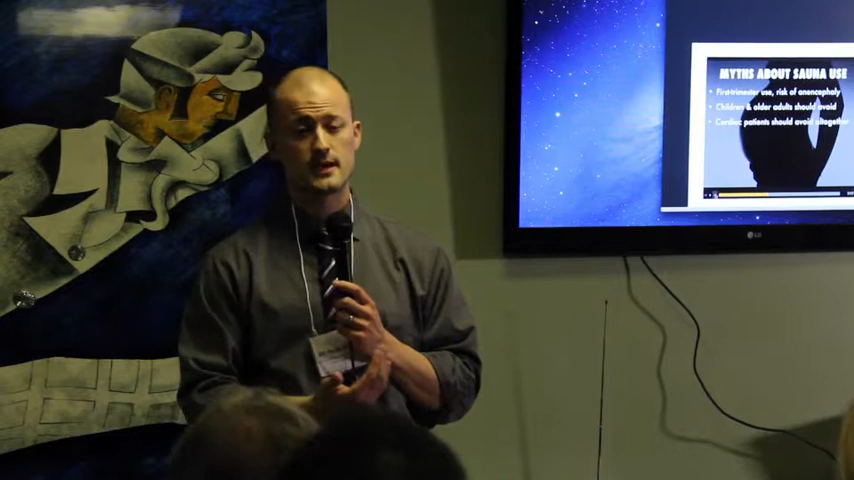 MYTHS ABOUT SAUNA USE
• First-trimester use, risk of anencephaly
• Children & older adults should avoid
• Cardiac patients should avoid altogether
LG